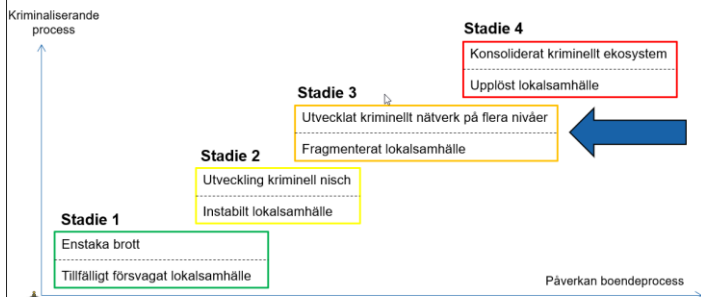 Kriminaliserande
process
Stadie 4
Konsoliderat kriminellt ekosystem
Upplöst lokalsamhälle
Stadie 3
Utvecklat kriminellt nätverk på flera nivåer
Fragmenterat lokalsamhälle
Stadie 2
Utveckling kriminell nisch
Instabilt lokalsamhälle
Stadie 1
Enstaka brott
Tillfälligt försvagat lokalsamhälle
Påverkan boendeprocess